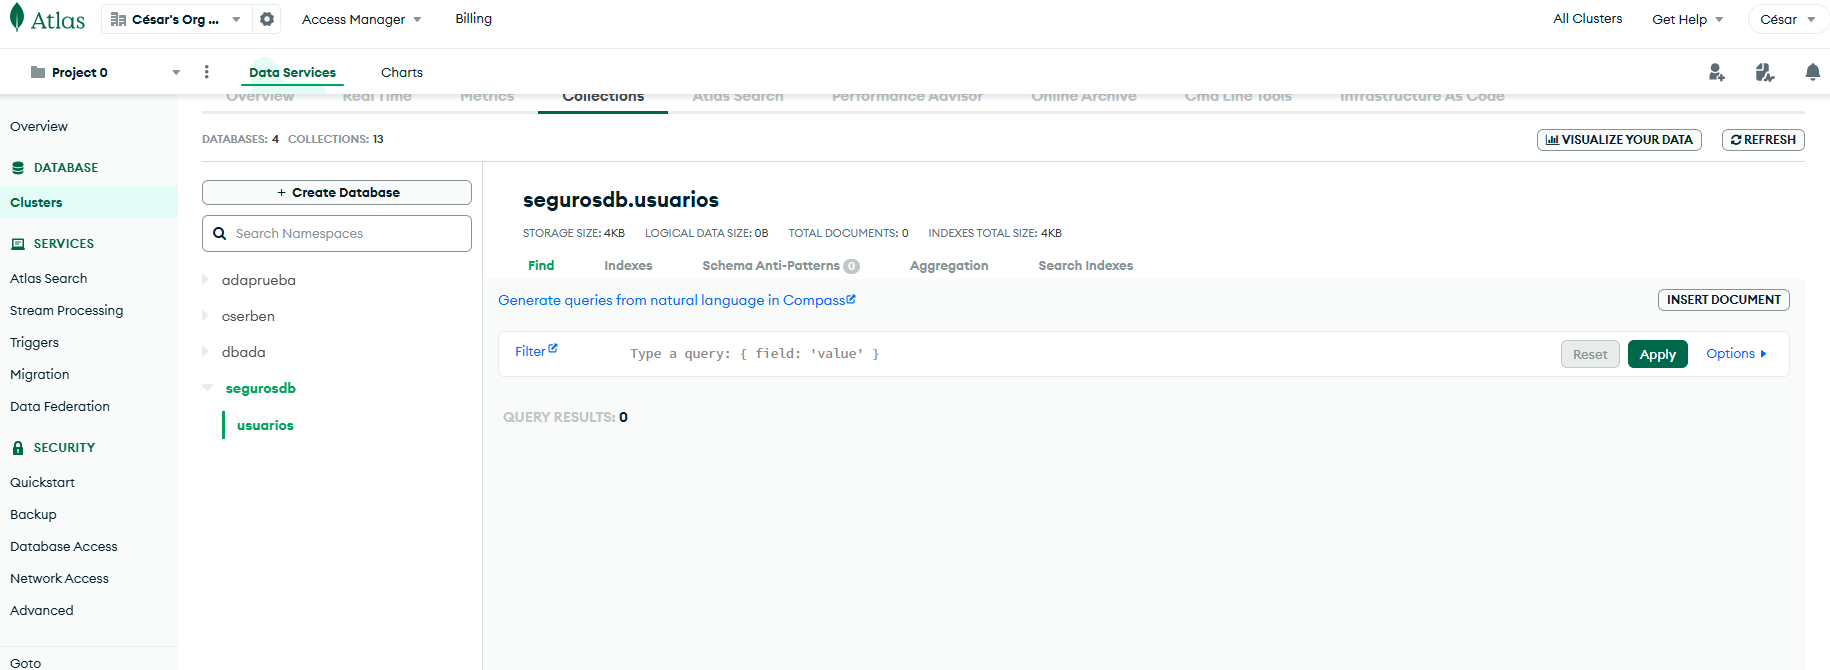 Atlas
César's Org ...
Access Manager
Billing
All Clusters
Get Help
César
Project 0
Data Services
Charts
Overview
Real Time
Metrics
Collections
Atlas Search
Performance Advisor
Online Archive
Cmd Line Tools
Infrastructure As Code
Overview
DATABASE
Clusters
SERVICES
Atlas Search
Stream Processing
Triggers
Migration
Data Federation
SECURITY
Quickstart
Backup
Database Access
Network Access
Advanced
Goto
DATABASES: 4 COLLECTIONS: 13
VISUALIZE YOUR DATA
REFRESH
+ Create Database
Search Namespaces
adaprueba
cserben
dbada
segurosdb
usuarios
segurosdb.usuarios
STORAGE SIZE: 4KB LOGICAL DATA SIZE: 0B TOTAL DOCUMENTS: 0 INDEXES TOTAL SIZE: 4KB
Find
Indexes
Schema Anti-Patterns 0
Aggregation
Search Indexes
Generate queries from natural language in Compass
INSERT DOCUMENT
Filter
Type a query: { field: 'value' }
Reset
Apply
Options
QUERY RESULTS: 0